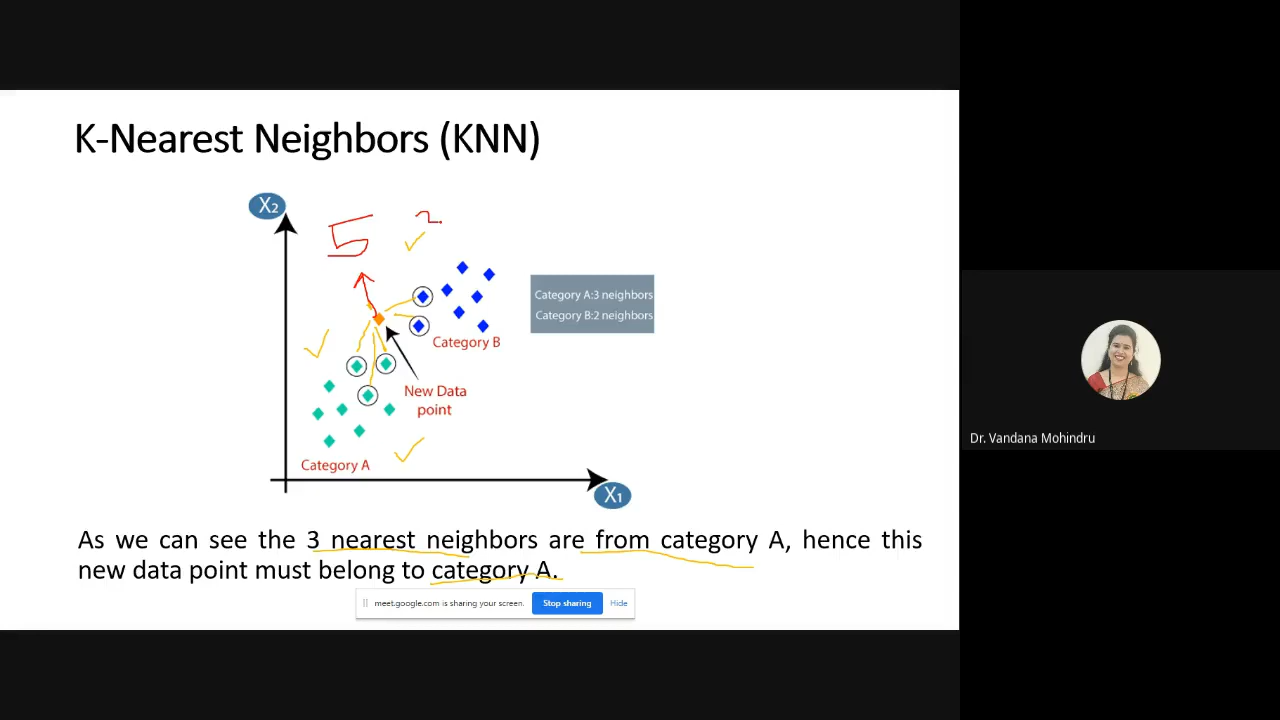 K-Nearest Neighbors (KNN)
X₂
5
2.
Category A:3 neighbors
Category B:2 neighbors
Category B
New Data
point
Category A
X₁
As we can see the 3 nearest neighbors are from category A, hence this
new data point must belong to category A.
meet.google.com is sharing your screen.
Stop sharing
Hide
Dr. Vandana Mohindru